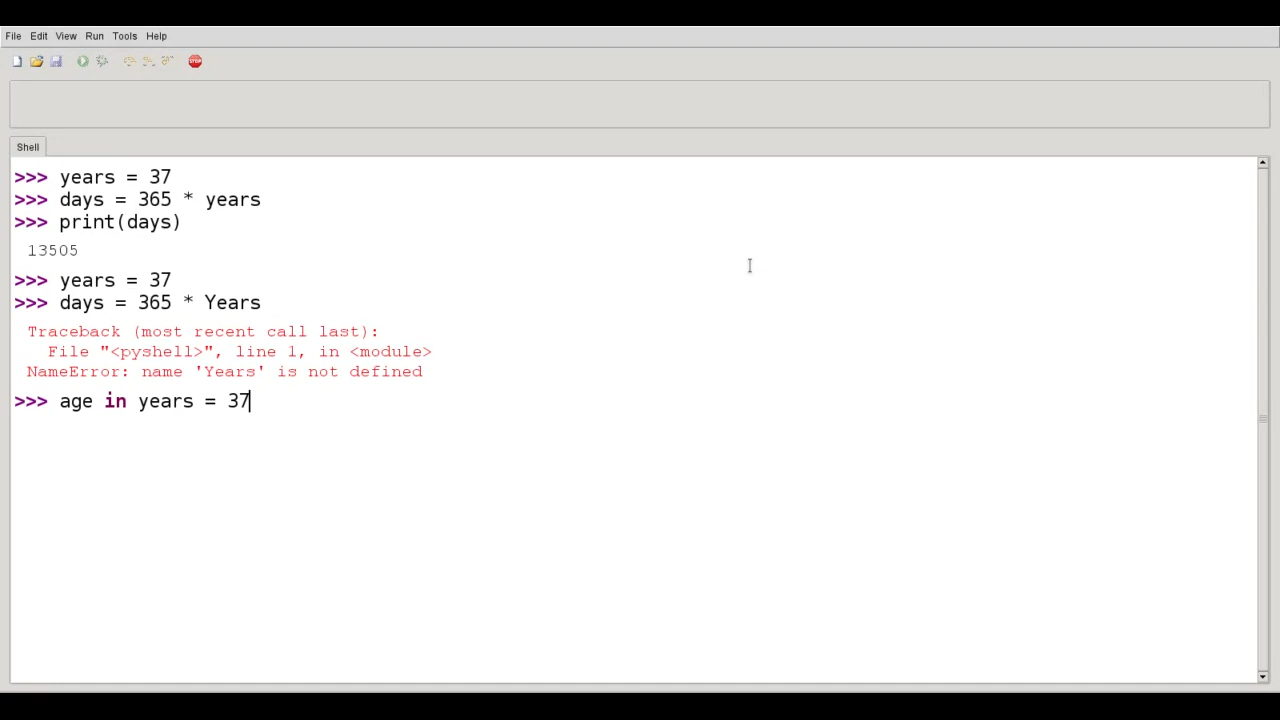 File Edit View Run Tools Help
STOP
Shell
>>> years = 37
>>> days = 365 * years
>>> print(days)
13505
>>> years = 37
>>> days = 365 * Years
Traceback (most recent call last):
  File "<pyshell>", line 1, in <module>
NameError: name 'Years' is not defined
>>> age in years = 37